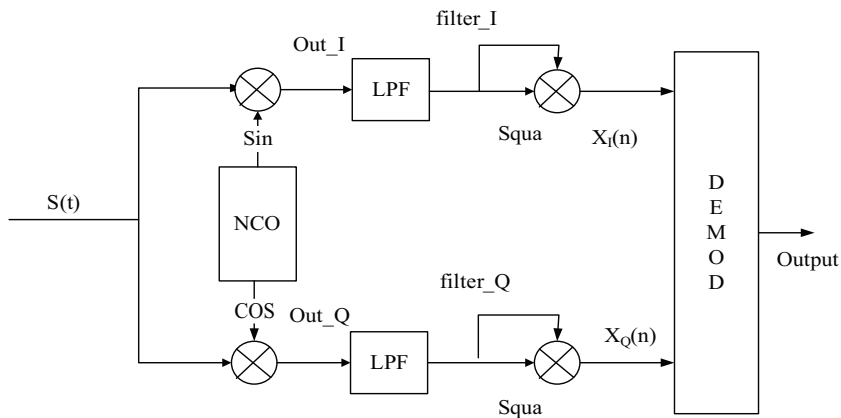 filter_I
Out_I
LPF
Sin
Squa
X_I(n)
S(t)
NCO
D
E
M
O
D
Output
COS
Out_Q
filter_Q
X_Q(n)
LPF
Squa